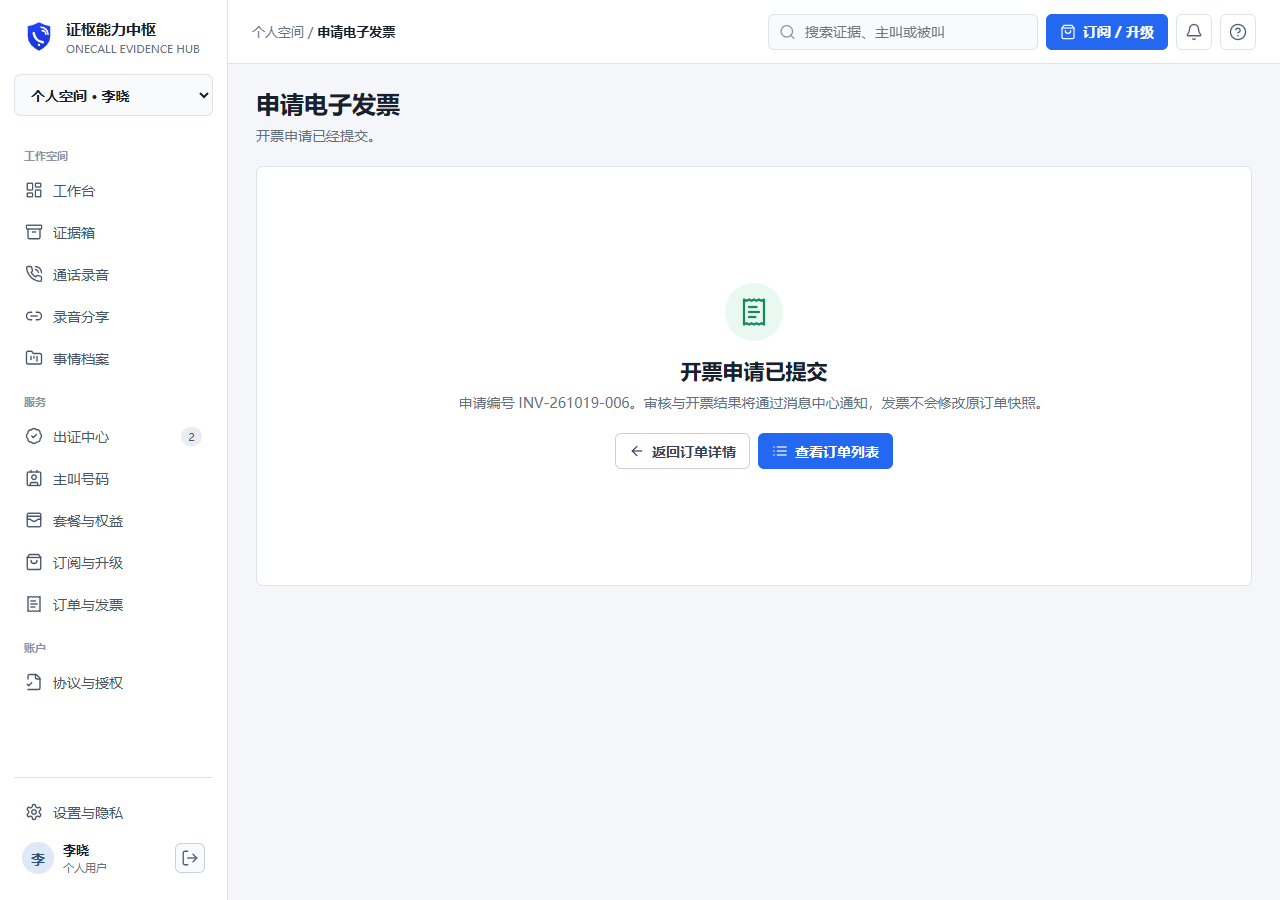 证枢能力中枢
ONECALL EVIDENCE HUB
个人空间 • 李晓
工作空间
工作台
证据箱
通话录音
录音分享
事情档案
服务
出证中心
2
主叫号码
套餐与权益
订阅与升级
订单与发票
账户
协议与授权
设置与隐私
李
李晓
个人用户
个人空间 / 申请电子发票
搜索证据、主叫或被叫
订阅 / 升级
申请电子发票
开票申请已经提交。
开票申请已提交
申请编号 INV-261019-006。审核与开票结果将通过消息中心通知，发票不会修改原订单快照。
返回订单详情
查看订单列表